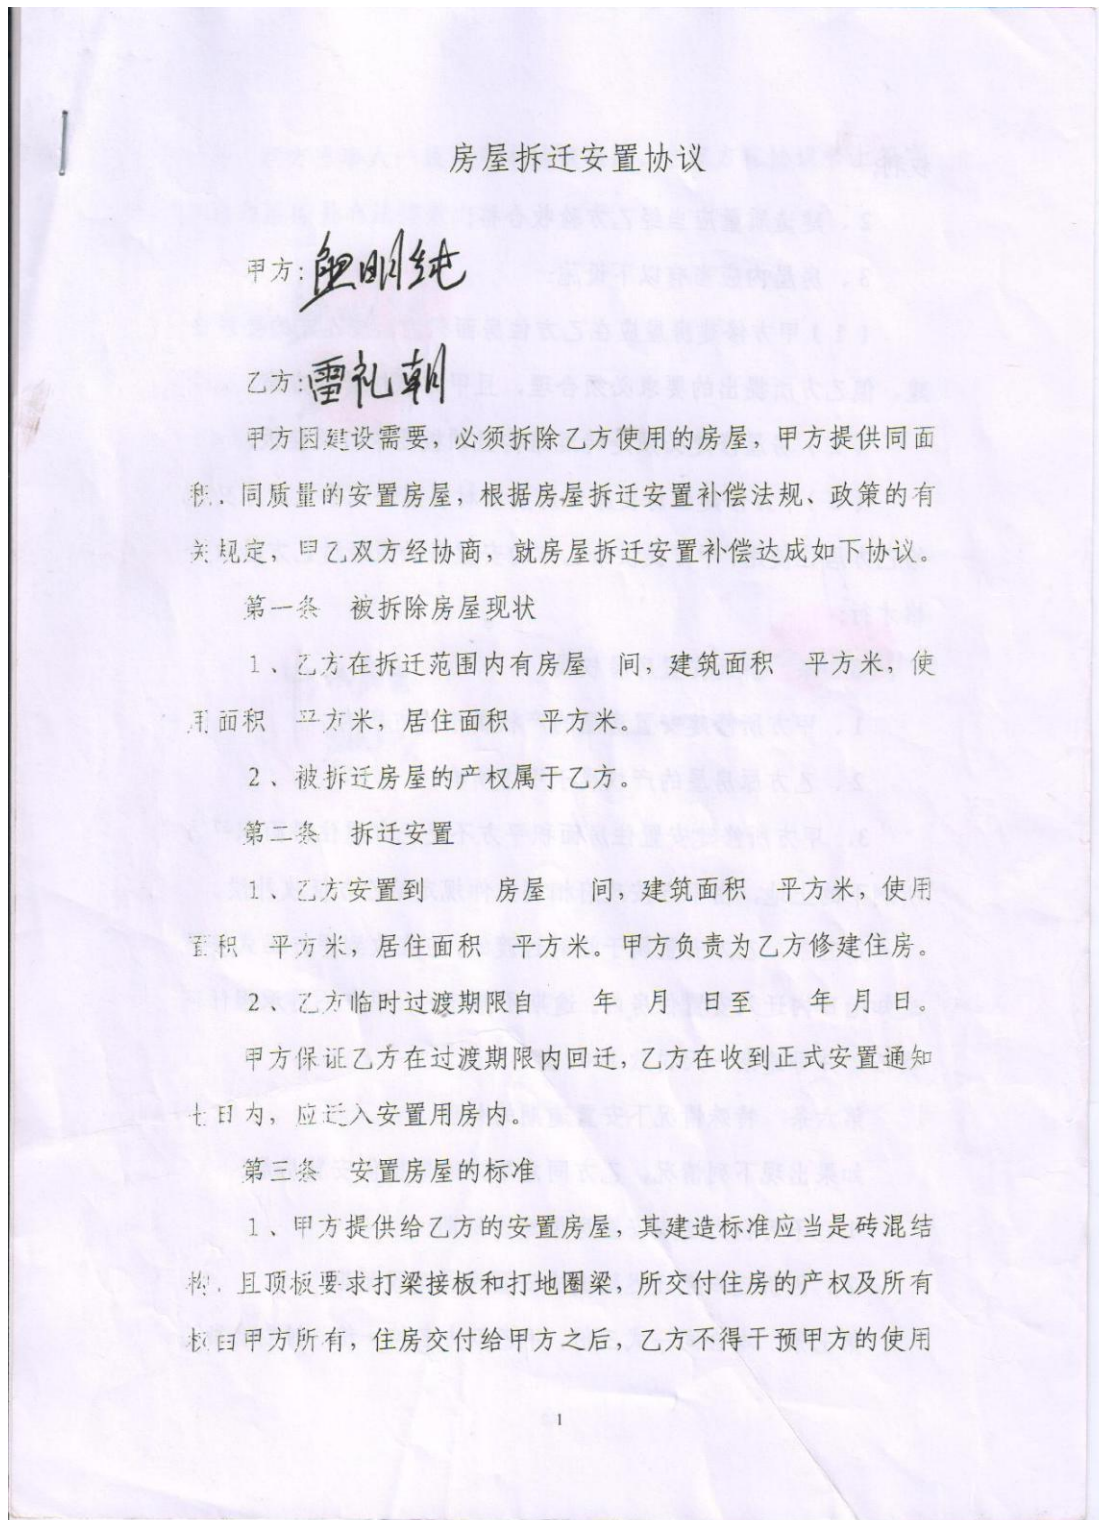 房屋拆迁安置协议
甲方：明纯
乙方：雷礼朝
甲方因建设需要，必须拆除乙方使用的房屋，甲方提供同面
积、同质量的安置房屋，根据房屋拆迁安置补偿法规、政策的有
关规定，甲乙双方经协商，就房屋拆迁安置补偿达成如下协议。
第一条　被拆除房屋现状
1、乙方在拆迁范围内有房屋　间，建筑面积　平方米，使
用面积　平方米，居住面积　平方米。
2、被拆迁房屋的产权属于乙方。
第二条　拆迁安置
1、乙方安置到　　房屋　间，建筑面积　平方米，使用
面积　平方米，居住面积　平方米。甲方负责为乙方修建住房。
2、乙方临时过渡期限自　　年　月　日至　　年 月 日。
甲方保证乙方在过渡期限内回迁，乙方在收到正式安置通知
七日内，应迁入安置用房内。
第三条　安置房屋的标准
1、甲方提供给乙方的安置房屋，其建造标准应当是砖混结
构，且顶板要求打梁接板和打地圈梁，所交付住房的产权及所有
权由甲方所有，住房交付给甲方之后，乙方不得干预甲方的使用
1